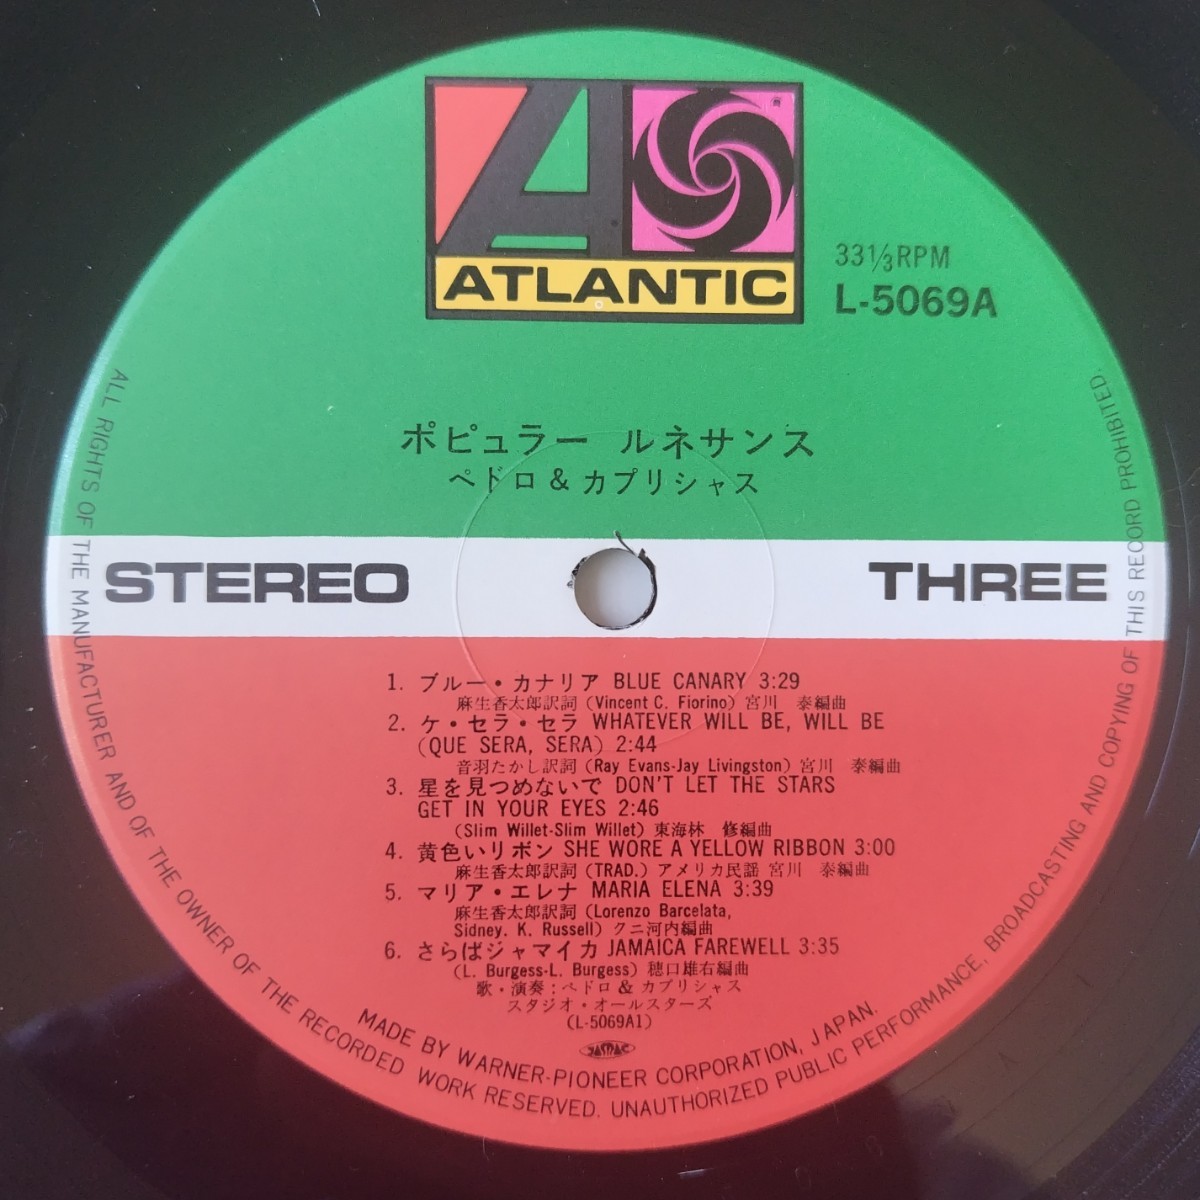 ATLANTIC
33⅓RPM
L-5069A
ポピュラー ルネサンス
ペドロ & カプリシャス
STEREO
THREE
1. ブルー・カナリア BLUE CANARY 3:29
麻生香太郎訳詞 (Vincent C. Fiorino) 宮川 泰編曲
2. ケ・セラ・セラ WHATEVER WILL BE, WILL BE
(QUE SERA, SERA) 2:44
音羽たかし訳詞 (Ray Evans-Jay Livingston) 宮川 泰編曲
3. 星を見つめないで DON'T LET THE STARS
GET IN YOUR EYES 2:46
(Slim Willet-Slim Willet) 東海林 修編曲
4. 黄色いリボン SHE WORE A YELLOW RIBBON 3:00
麻生香太郎訳詞 (TRAD.) アメリカ民謡 宮川 泰編曲
5. マリア・エレナ MARIA ELENA 3:39
麻生香太郎訳詞 (Lorenzo Barcelata,
Sidney. K. Russell) クニ河内編曲
6. さらばジャマイカ JAMAICA FAREWELL 3:35
(L. Burgess-L. Burgess) 穂口雄右編曲
歌・演奏: ペドロ & カプリシャス
スタジオ・オールスターズ
(L-5069A1)
JASRAC
MADE BY WARNER-PIONEER CORPORATION, JAPAN.
ALL RIGHTS OF THE MANUFACTURER AND OF THE OWNER OF THE RECORDED WORK RESERVED. UNAUTHORIZED PUBLIC PERFORMANCE, BROADCASTING AND COPYING OF THIS RECORD PROHIBITED.